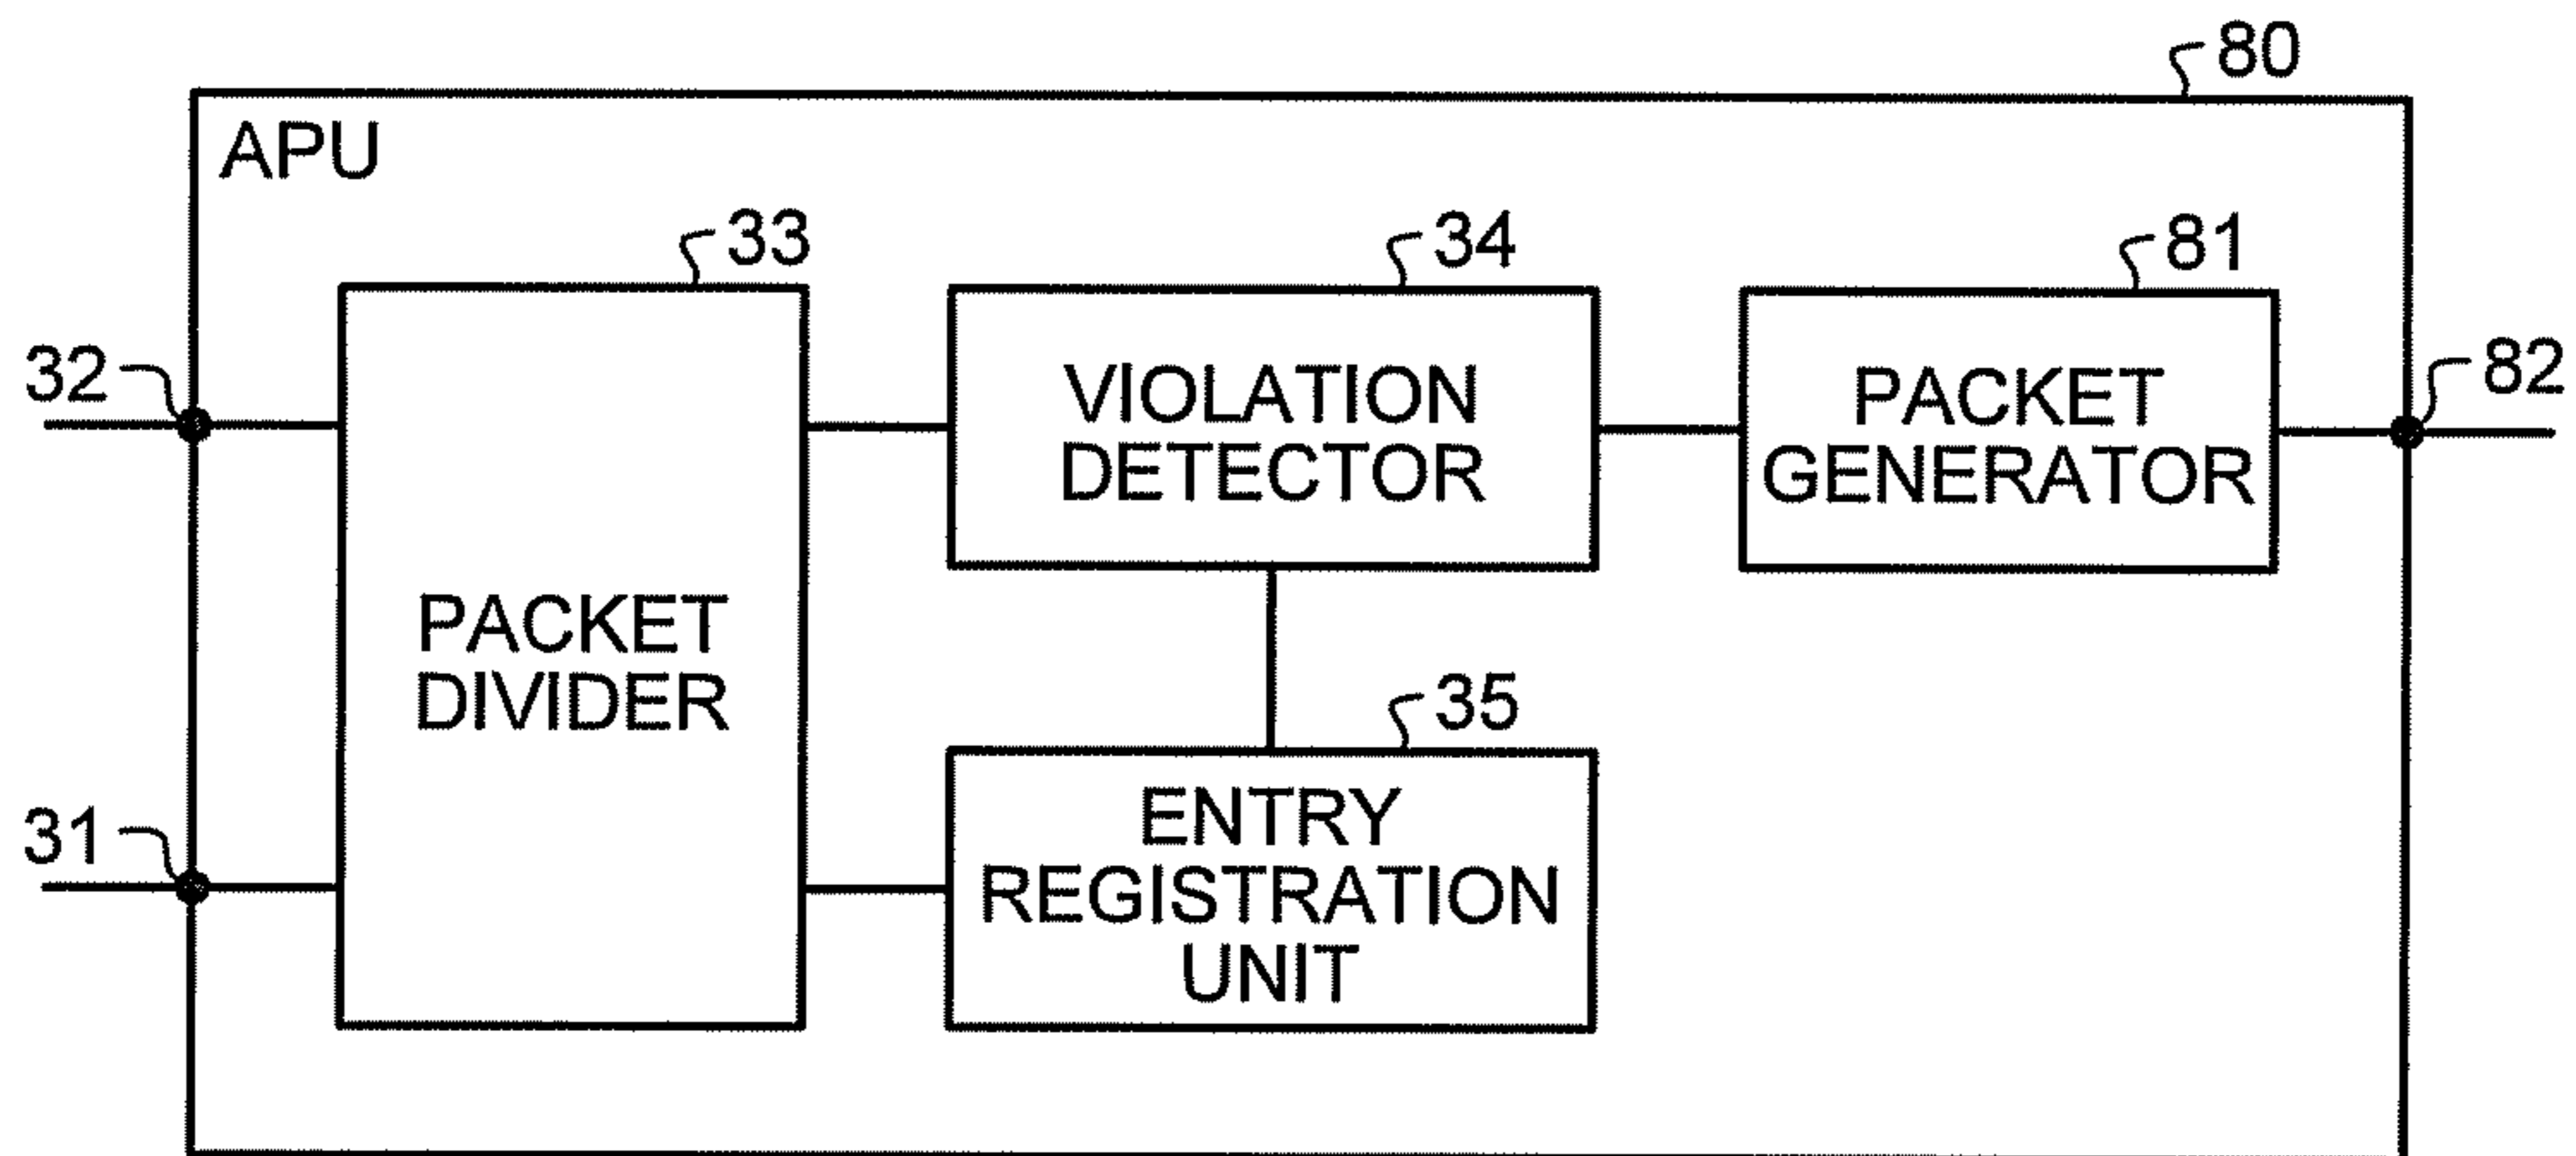 80
APU
33
34
81
32
82
VIOLATION
DETECTOR
PACKET
GENERATOR
PACKET
DIVIDER
35
31
ENTRY
REGISTRATION
UNIT